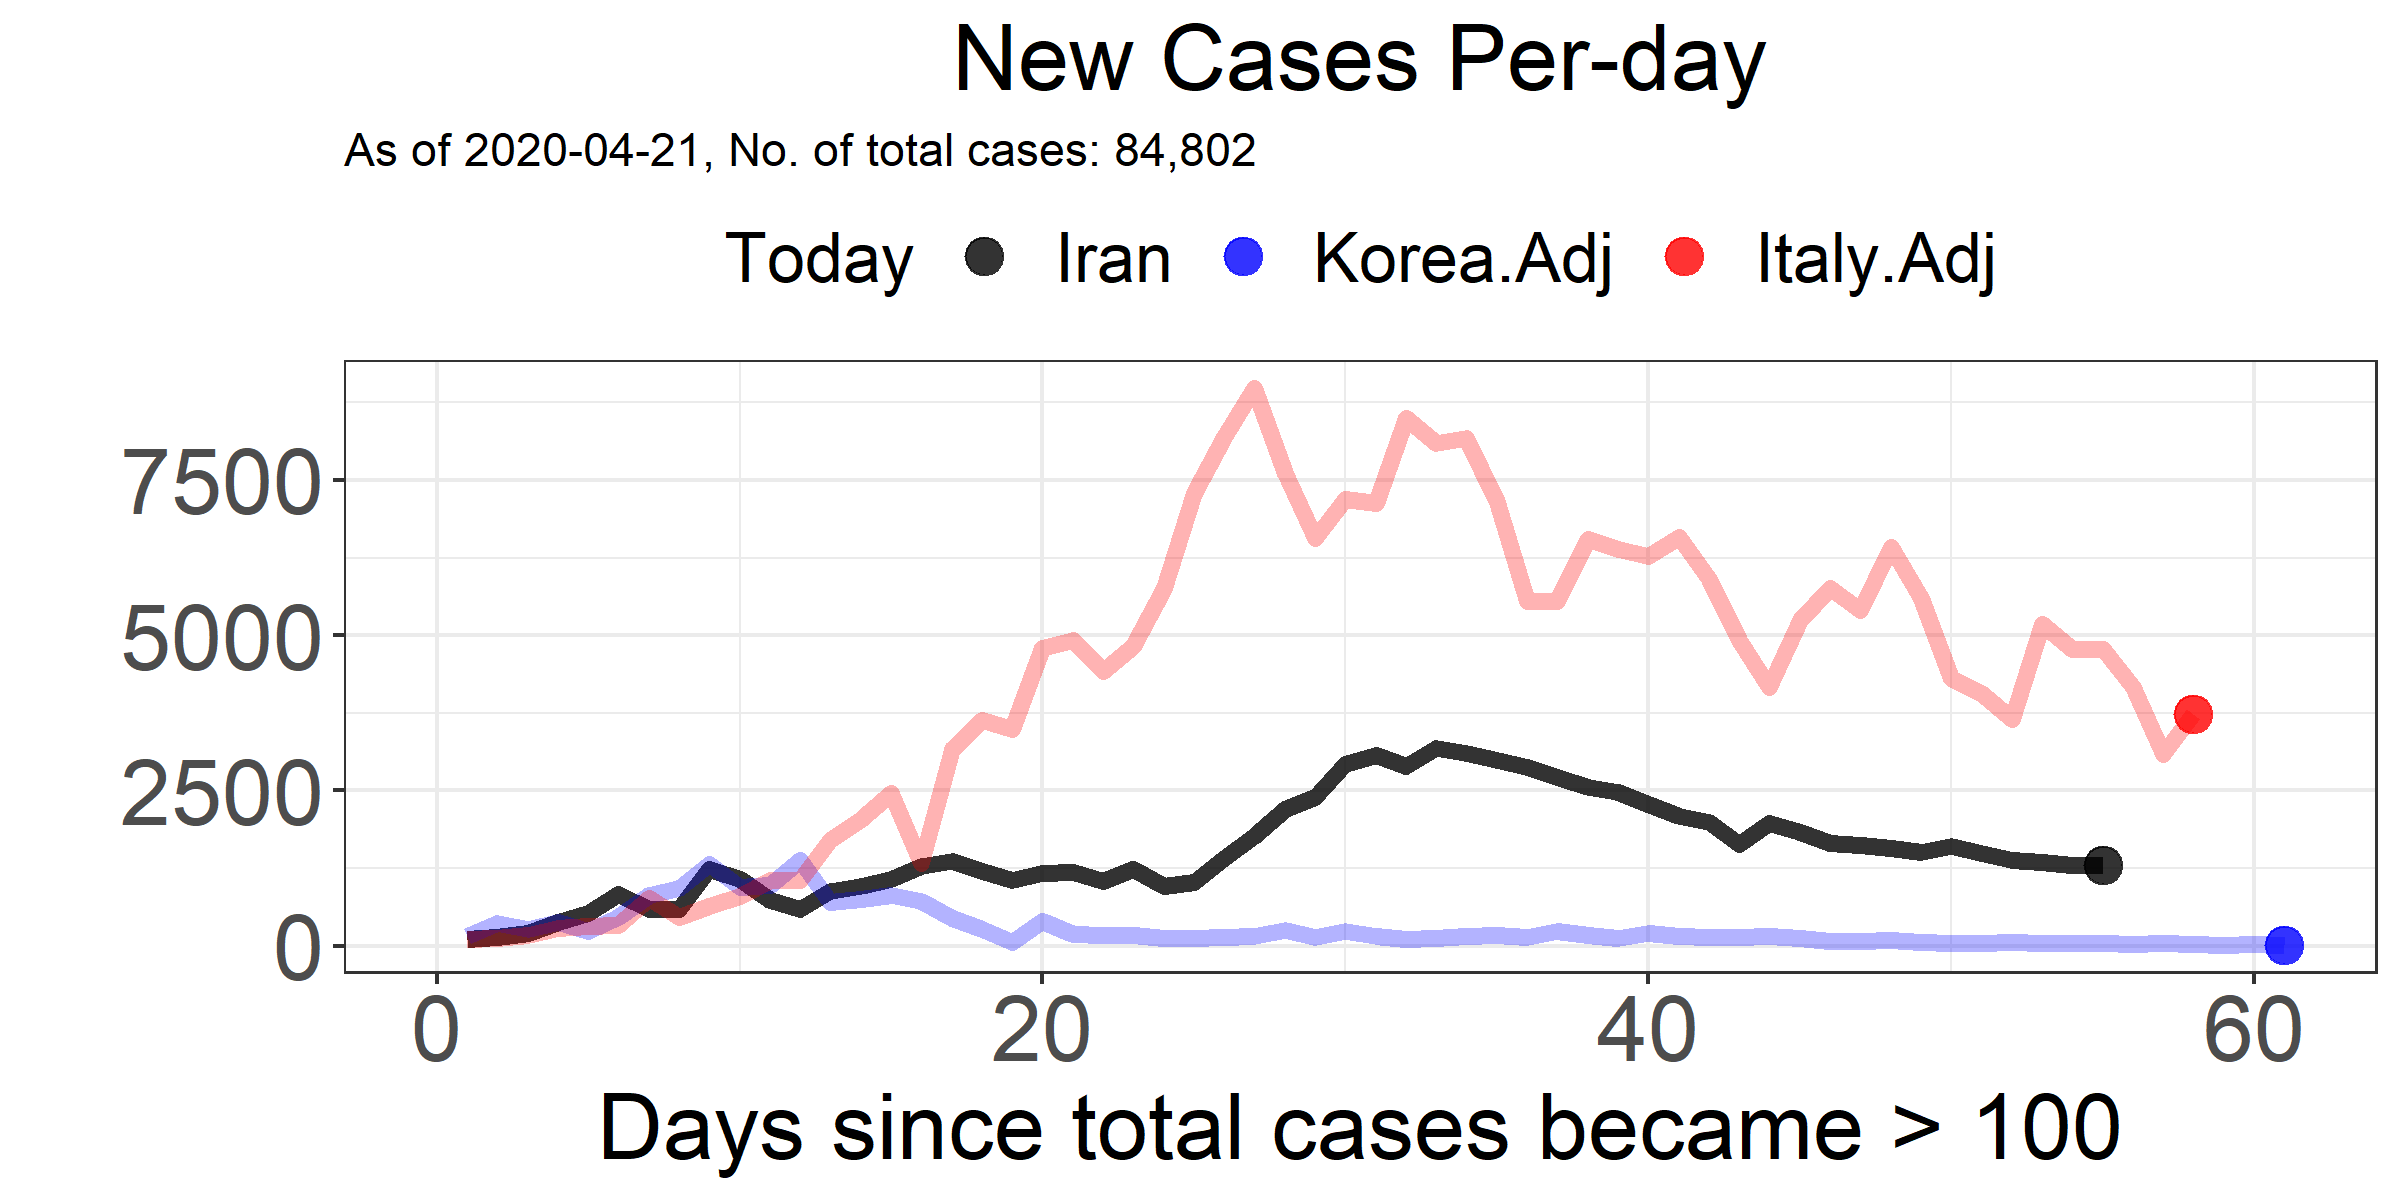 New Cases Per-day
As of 2020-04-21, No. of total cases: 84,802
Today Iran Korea.Adj Italy.Adj
7500
5000
2500
0
0 20 40 60
Days since total cases became > 100